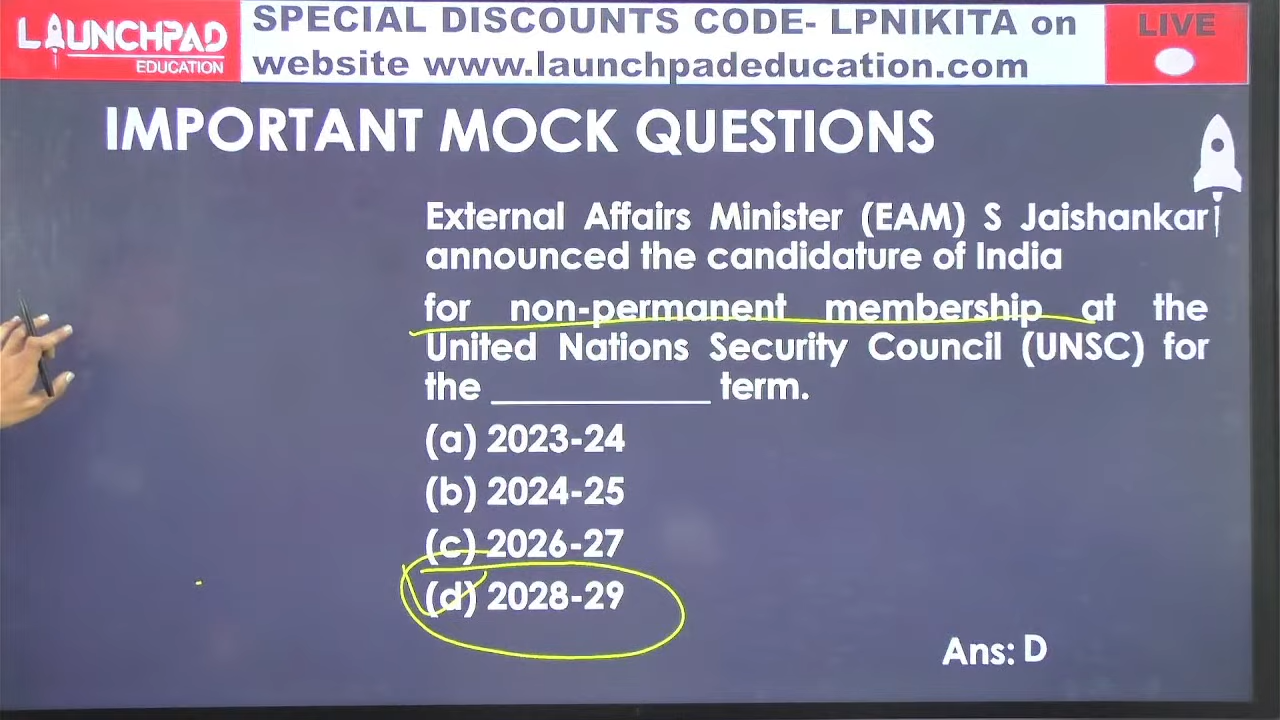 LAUNCHPAD
EDUCATION
SPECIAL DISCOUNTS CODE- LPNIKITA on
website www.launchpadeducation.com
LIVE
IMPORTANT MOCK QUESTIONS
External Affairs Minister (EAM) S Jaishankar
announced the candidature of India
for non-permanent membership at the
United Nations Security Council (UNSC) for
the ____________ term.
(a) 2023-24
(b) 2024-25
(c) 2026-27
(d) 2028-29
Ans: D